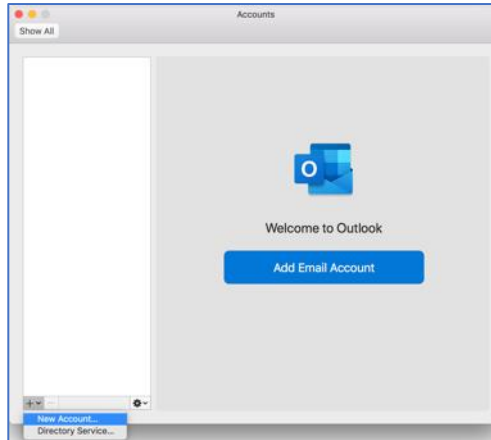 Accounts
Show All
O
Welcome to Outlook
Add Email Account
New Account...
Directory Service...